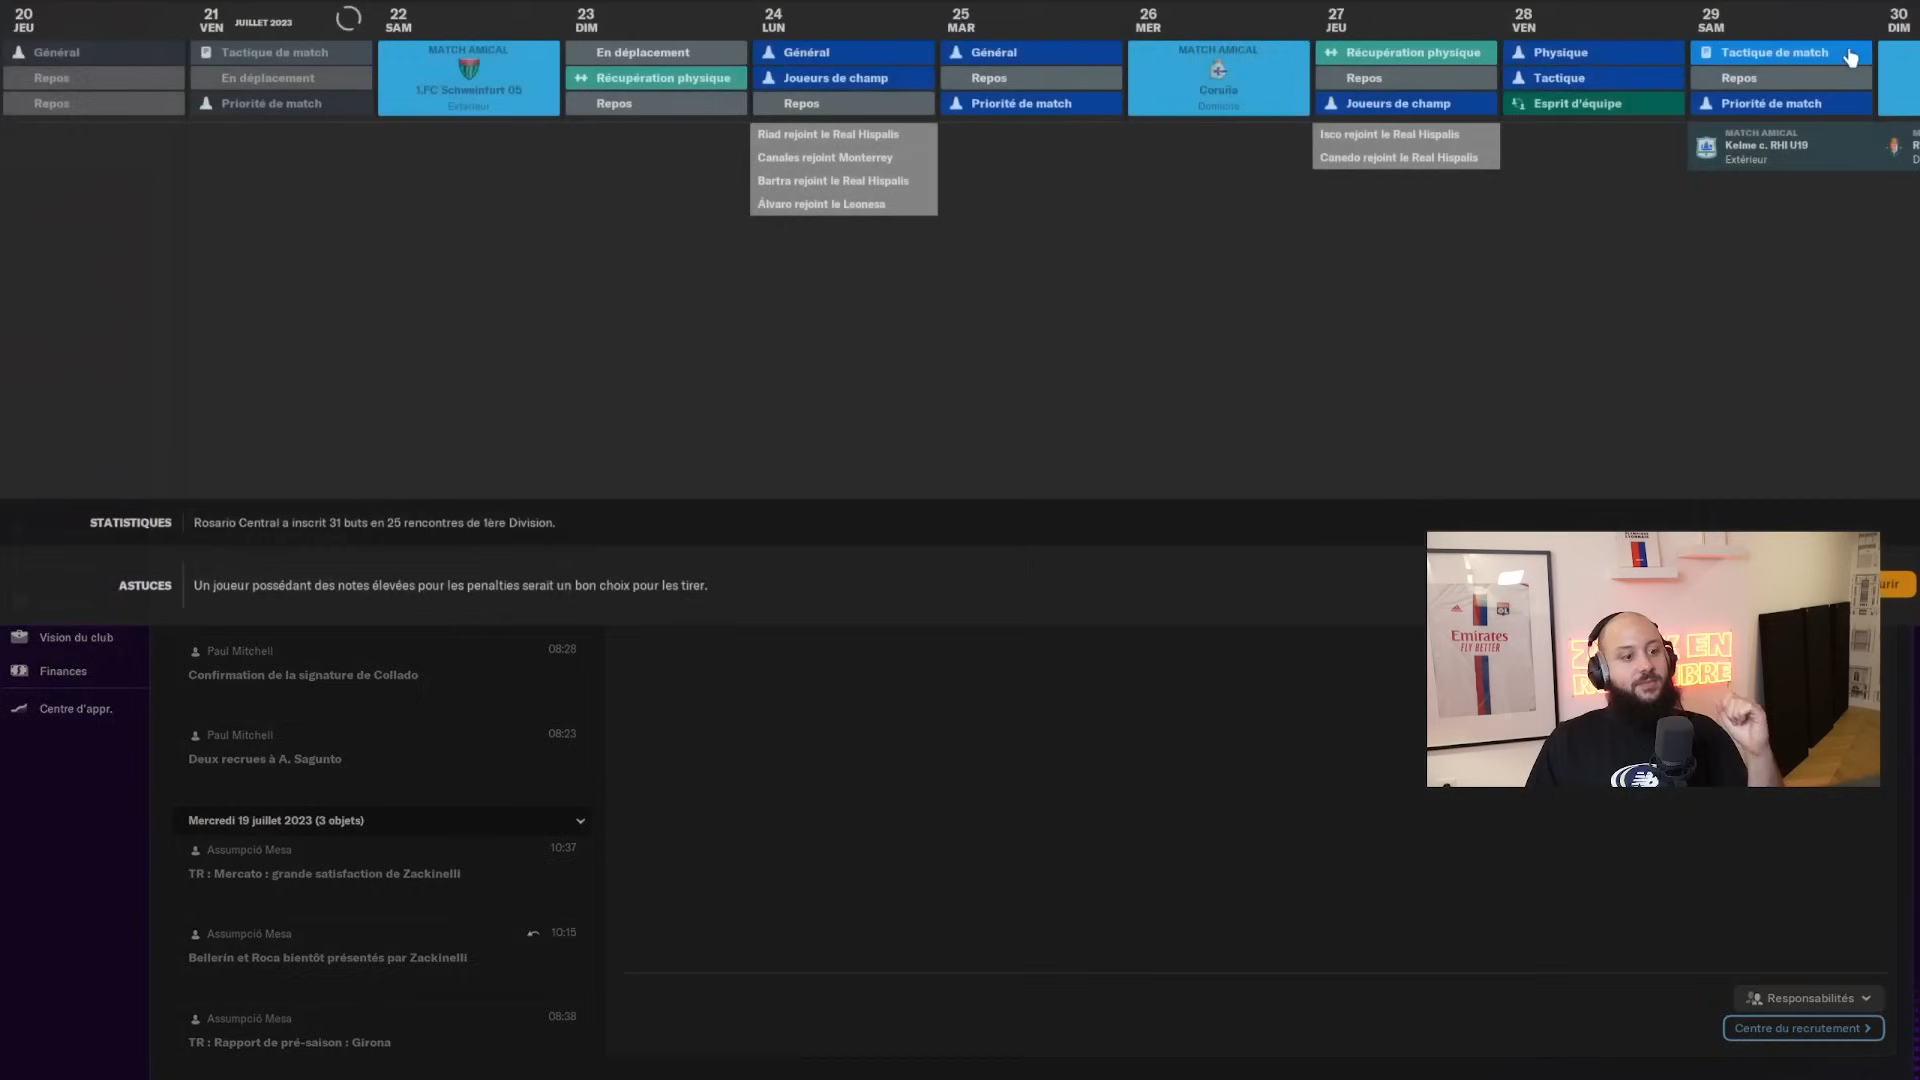 20
JEU
21
VEN
JUILLET 2023
22
SAM
23
DIM
24
LUN
25
MAR
26
MER
27
JEU
28
VEN
29
SAM
30
DIM
Général
Repos
Repos
Tactique de match
En déplacement
Priorité de match
MATCH AMICAL
1.FC Schweinfurt 05
Extérieur
En déplacement
Récupération physique
Repos
Général
Joueurs de champ
Repos
Riad rejoint le Real Hispalis
Canales rejoint Monterrey
Bartra rejoint le Real Hispalis
Álvaro rejoint le Leonesa
Général
Repos
Priorité de match
MATCH AMICAL
Coruña
Domicile
Récupération physique
Repos
Joueurs de champ
Isco rejoint le Real Hispalis
Canedo rejoint le Real Hispalis
Physique
Tactique
Esprit d'équipe
Tactique de match
Repos
Priorité de match
MATCH AMICAL
Kelme c. RHI U19
Extérieur
STATISTIQUES
Rosario Central a inscrit 31 buts en 25 rencontres de 1ère Division.
ASTUCES
Un joueur possédant des notes élevées pour les penalties serait un bon choix pour les tirer.
Vision du club
Finances
Centre d'appr.
Paul Mitchell
08:28
Confirmation de la signature de Collado
Paul Mitchell
08:23
Deux recrues à A. Sagunto
Mercredi 19 juillet 2023 (3 objets)
Assumpció Mesa
10:37
TR : Mercato : grande satisfaction de Zackinelli
Assumpció Mesa
10:15
Bellerín et Roca bientôt présentés par Zackinelli
Assumpció Mesa
08:38
TR : Rapport de pré-saison : Girona
Emirates
FLY BETTER
EN
Responsabilités
Centre du recrutement